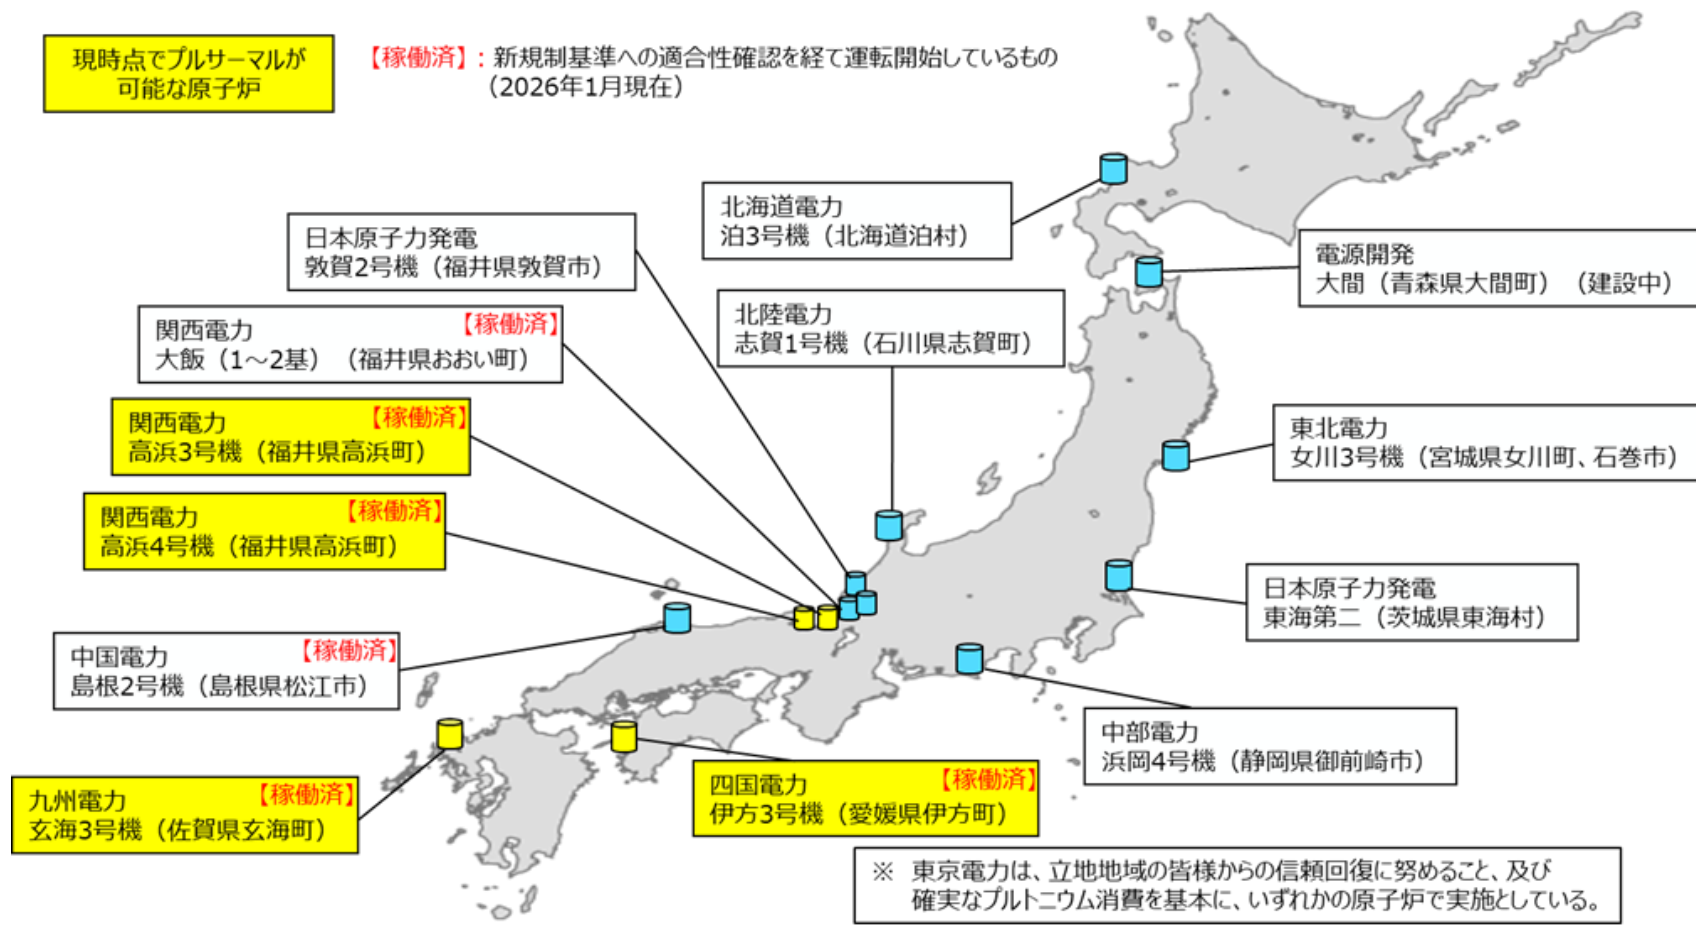 現時点でプルサーマルが
可能な原子炉
【稼働済】：新規制基準への適合性確認を経て運転開始しているもの
（2026年1月現在）
北海道電力
泊3号機（北海道泊村）
日本原子力発電
敦賀2号機（福井県敦賀市）
電源開発
大間（青森県大間町）（建設中）
北陸電力
志賀1号機（石川県志賀町）
関西電力 【稼働済】
大飯（1～2基）（福井県おおい町）
関西電力 【稼働済】
高浜3号機（福井県高浜町）
東北電力
女川3号機（宮城県女川町、石巻市）
関西電力 【稼働済】
高浜4号機（福井県高浜町）
日本原子力発電
東海第二（茨城県東海村）
中国電力 【稼働済】
島根2号機（島根県松江市）
中部電力
浜岡4号機（静岡県御前崎市）
四国電力 【稼働済】
伊方3号機（愛媛県伊方町）
九州電力 【稼働済】
玄海3号機（佐賀県玄海町）
※ 東京電力は、立地地域の皆様からの信頼回復に努めること、及び
確実なプルトニウム消費を基本に、いずれかの原子炉で実施としている。